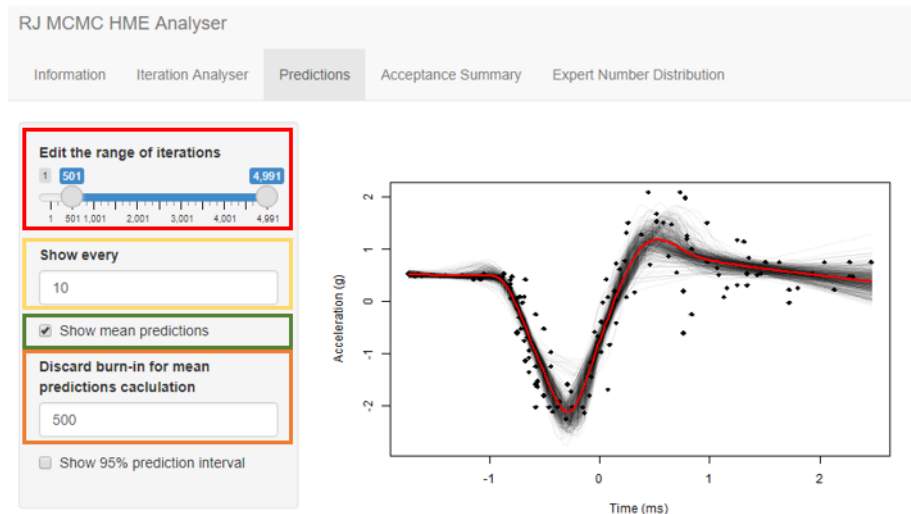 RJ MCMC HME Analyser
Information Iteration Analyser Predictions Acceptance Summary Expert Number Distribution
Edit the range of iterations
1 501 4,991
1 501 1,001 2,001 3,001 4,001 4,991
Show every
10
Show mean predictions
Discard burn-in for mean
predictions caclulation
500
Show 95% prediction interval
Acceleration (g)
2
1
0
-1
-2
-1 0 1 2
Time (ms)